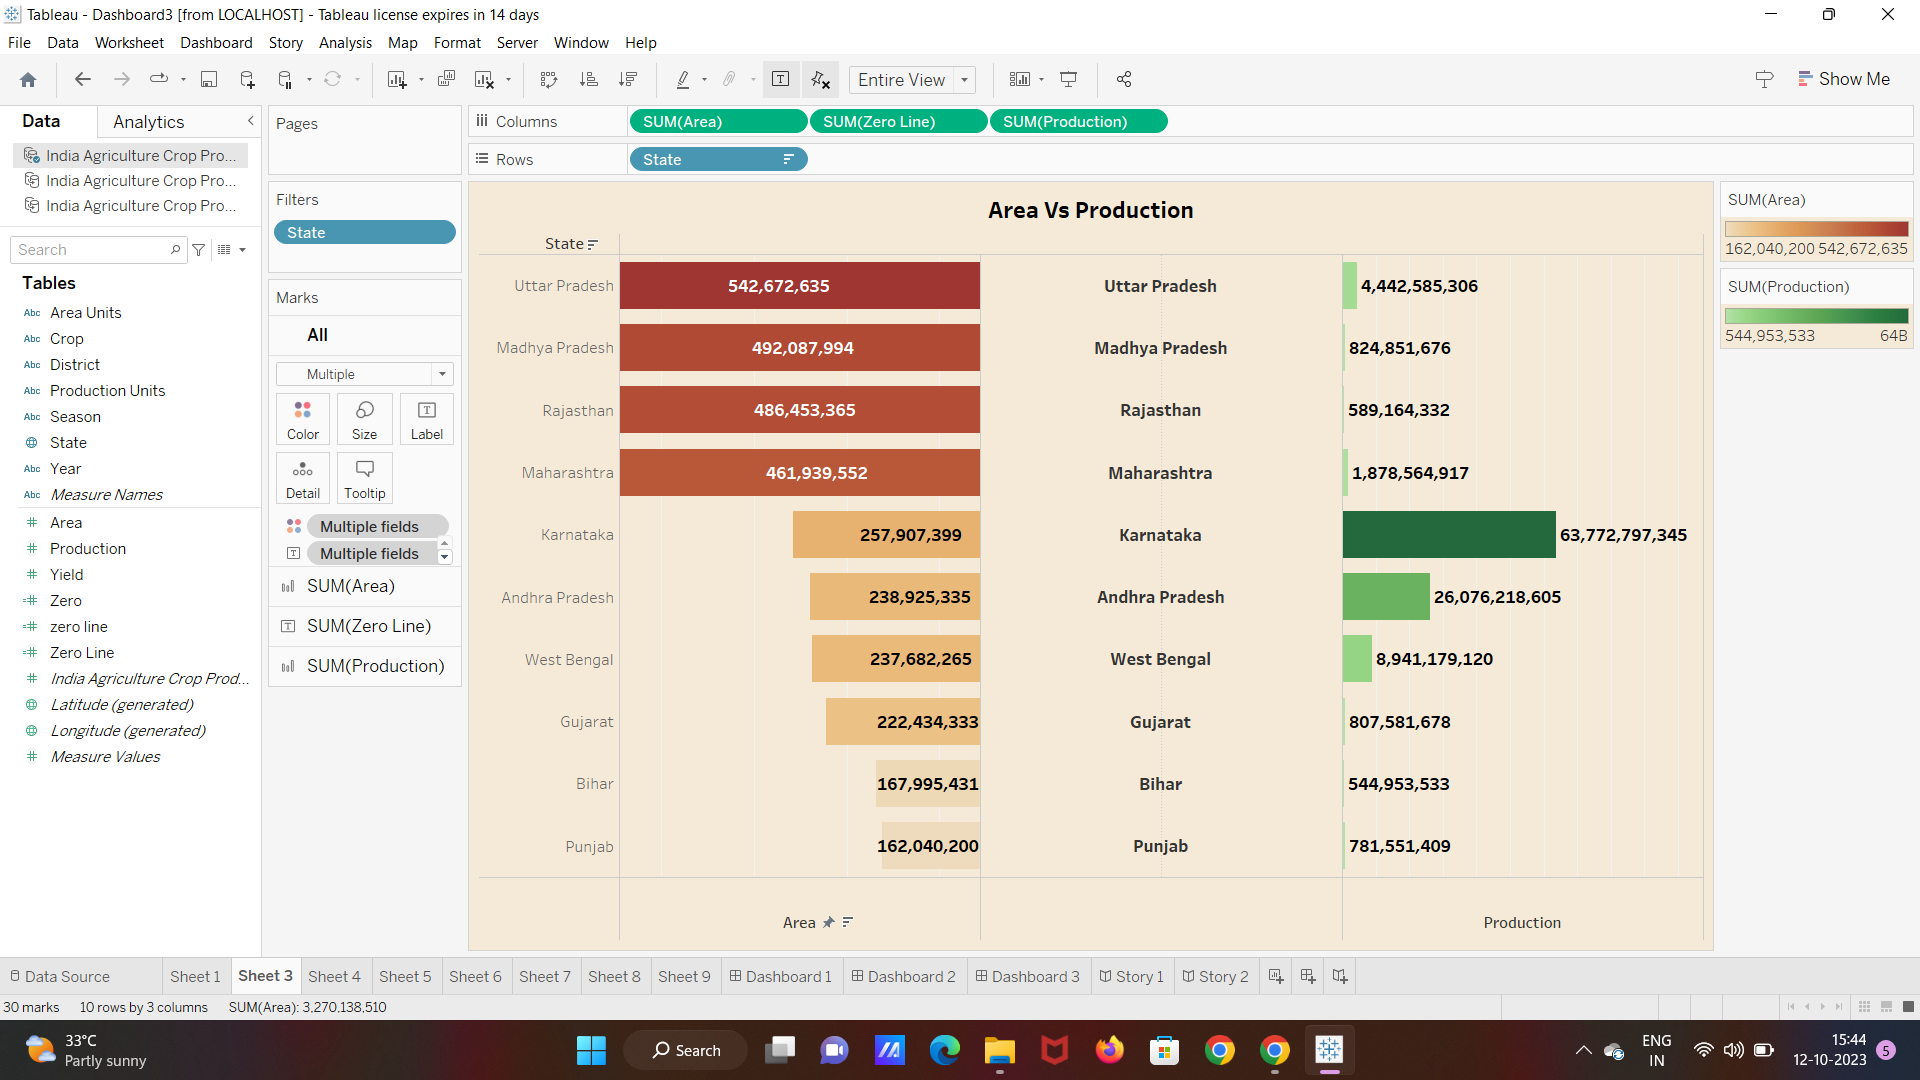 Tableau - Dashboard3 [from LOCALHOST] - Tableau license expires in 14 days
File Data Worksheet Dashboard Story Analysis Map Format Server Window Help
Entire View
Show Me
Data Analytics
India Agriculture Crop Pro...
India Agriculture Crop Pro...
India Agriculture Crop Pro...
Search
Tables
Abc Area Units
Abc Crop
Abc District
Abc Production Units
Abc Season
State
Abc Year
Abc Measure Names
# Area
# Production
# Yield
=# Zero
=# zero line
=# Zero Line
# India Agriculture Crop Prod...
Latitude (generated)
Longitude (generated)
# Measure Values
Pages
Filters
State
Marks
All
Multiple
Color Size Label
Detail Tooltip
Multiple fields
Multiple fields
SUM(Area)
SUM(Zero Line)
SUM(Production)
Columns SUM(Area) SUM(Zero Line) SUM(Production)
Rows State
Area Vs Production
State
Uttar Pradesh 542,672,635 Uttar Pradesh 4,442,585,306
Madhya Pradesh 492,087,994 Madhya Pradesh 824,851,676
Rajasthan 486,453,365 Rajasthan 589,164,332
Maharashtra 461,939,552 Maharashtra 1,878,564,917
Karnataka 257,907,399 Karnataka 63,772,797,345
Andhra Pradesh 238,925,335 Andhra Pradesh 26,076,218,605
West Bengal 237,682,265 West Bengal 8,941,179,120
Gujarat 222,434,333 Gujarat 807,581,678
Bihar 167,995,431 Bihar 544,953,533
Punjab 162,040,200 Punjab 781,551,409
Area Production
SUM(Area)
162,040,200 542,672,635
SUM(Production)
544,953,533 64B
Data Source Sheet 1 Sheet 3 Sheet 4 Sheet 5 Sheet 6 Sheet 7 Sheet 8 Sheet 9 Dashboard 1 Dashboard 2 Dashboard 3 Story 1 Story 2
30 marks 10 rows by 3 columns SUM(Area): 3,270,138,510
33°C
Partly sunny
Search
ENG
IN
15:44
12-10-2023
5